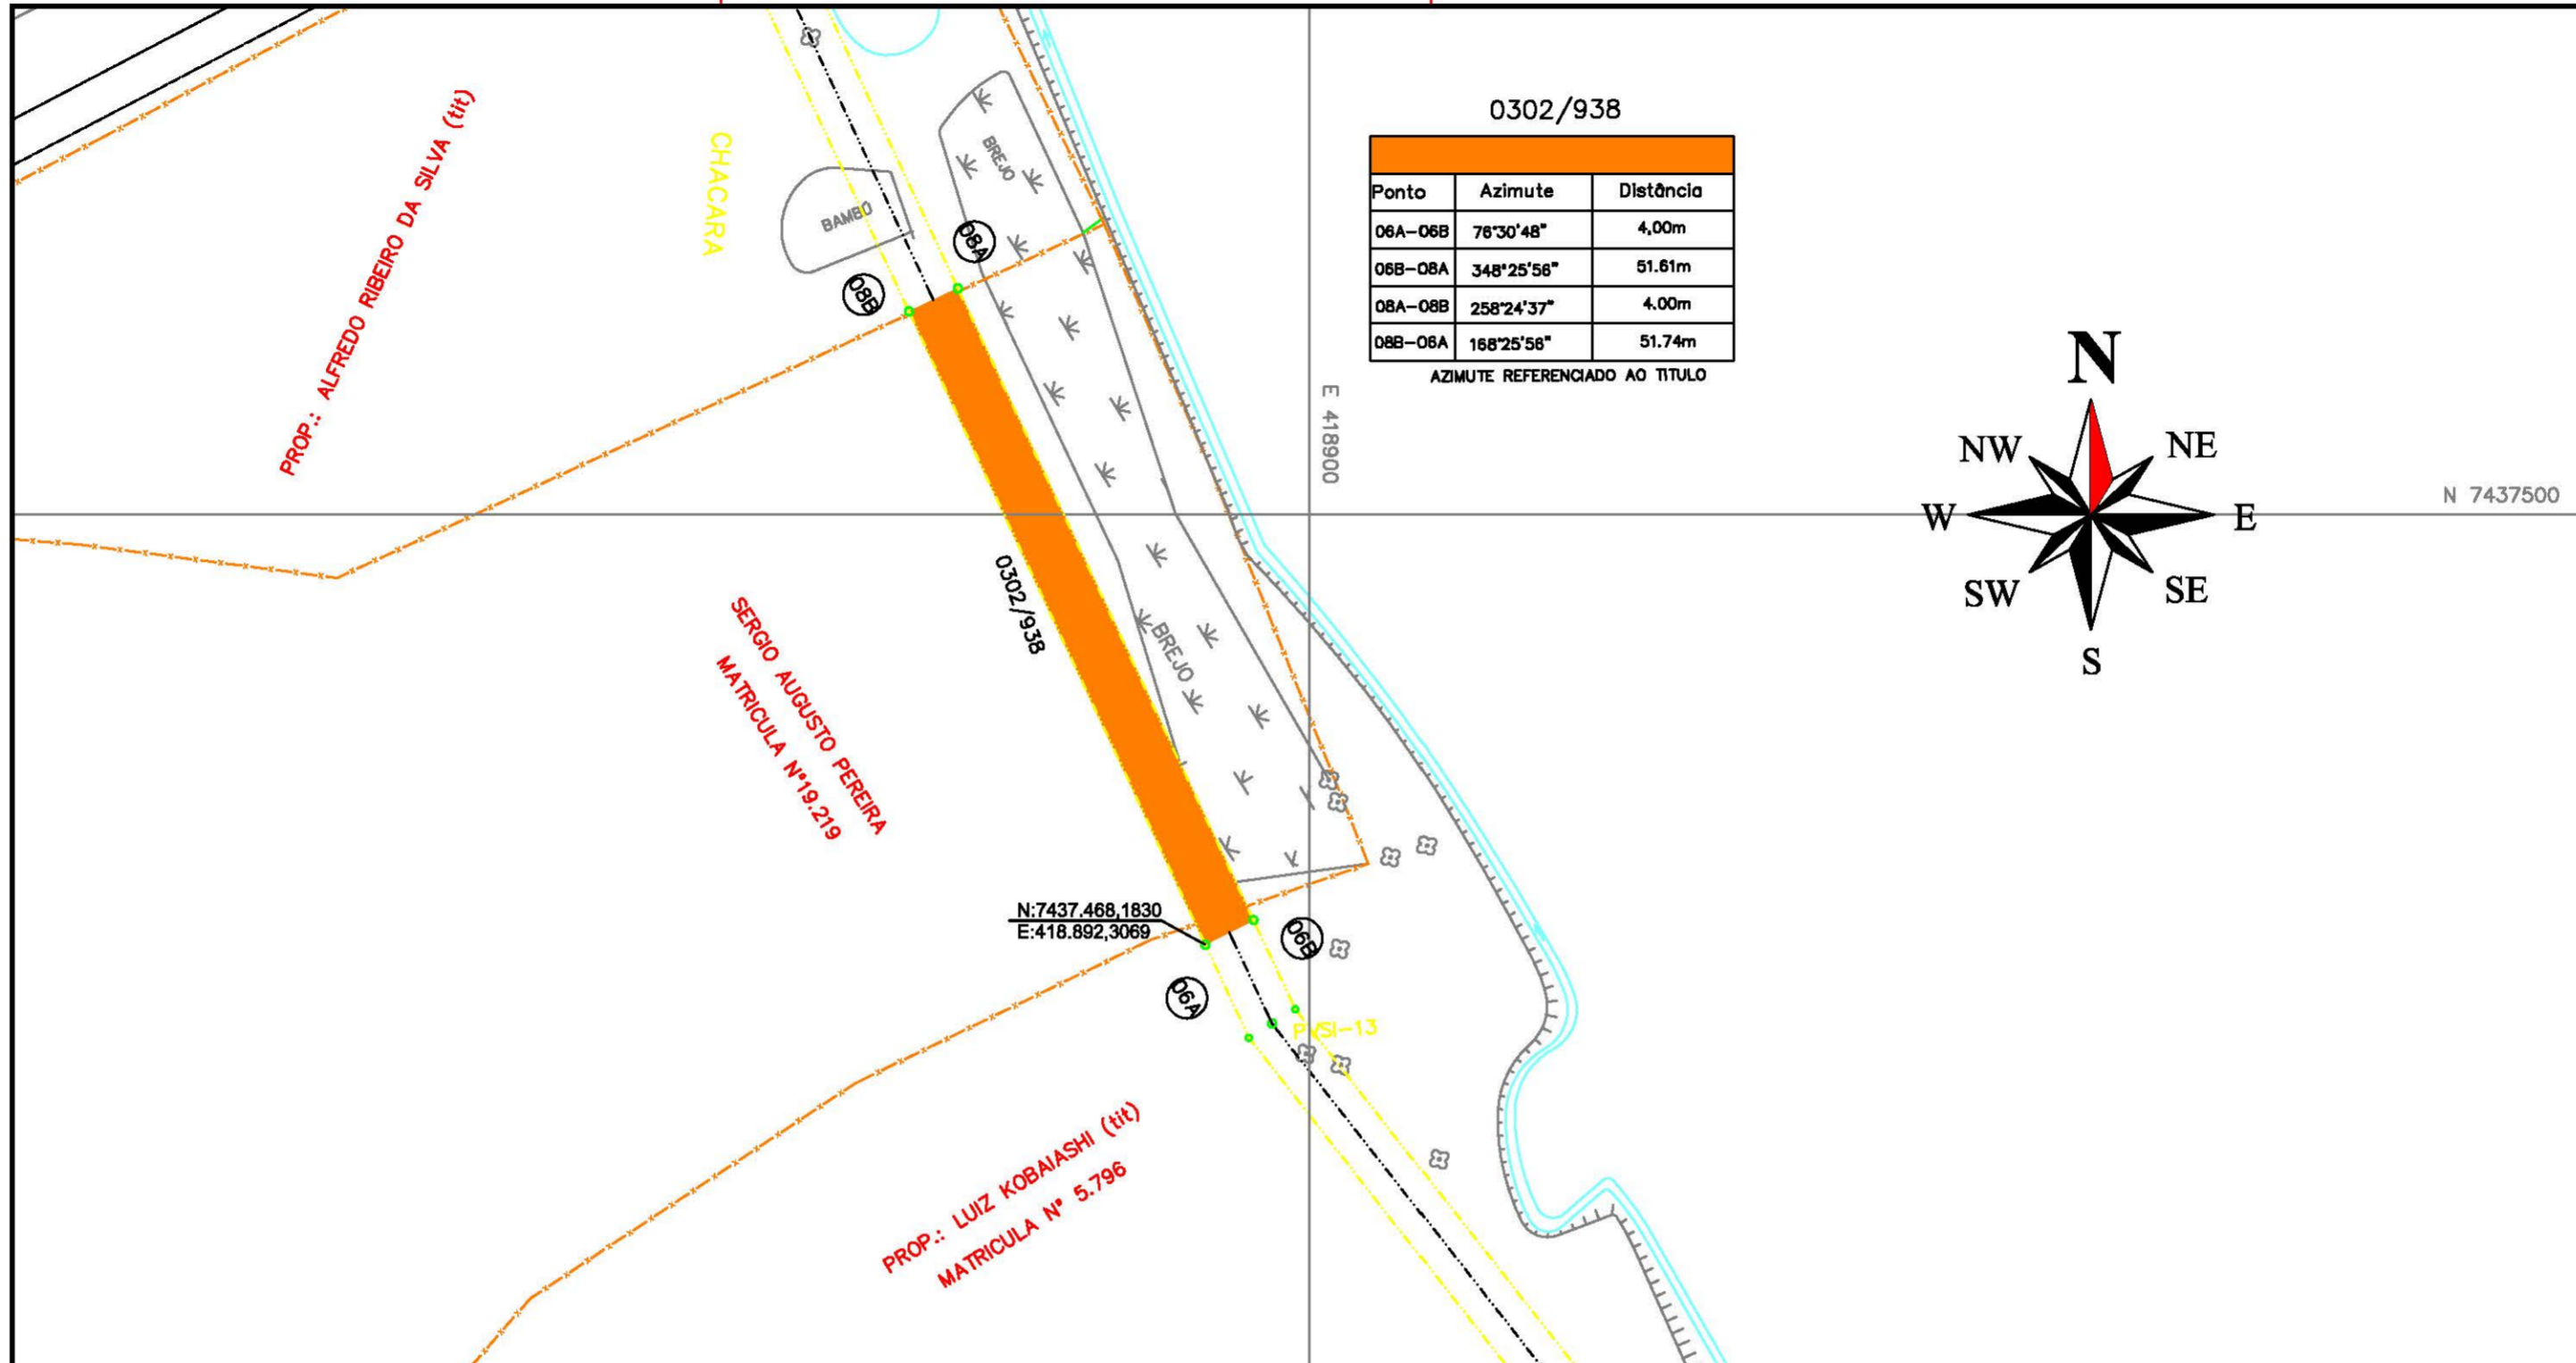 PROP.: ALFREDO RIBEIRO DA SILVA (tit)
CHACARA
BAMBÚ
BREJO
08A
08B
0302/938
Ponto Azimute Distância
06A-06B 76°30'48" 4,00m
06B-08A 348°25'56" 51.61m
08A-08B 258°24'37" 4.00m
08B-06A 168°25'56" 51.74m
AZIMUTE REFERENCIADO AO TITULO
E 418900
N 7437500
N
NW
NE
W
E
SW
SE
S
0302/938
BREJO
SERGIO AUGUSTO PEREIRA
MATRICULA N°19.219
N:7437.468,1830
E:418.892,3069
06B
06A
PVSI-13
PROP.: LUIZ KOBAIASHI (tit)
MATRICULA N° 5.796